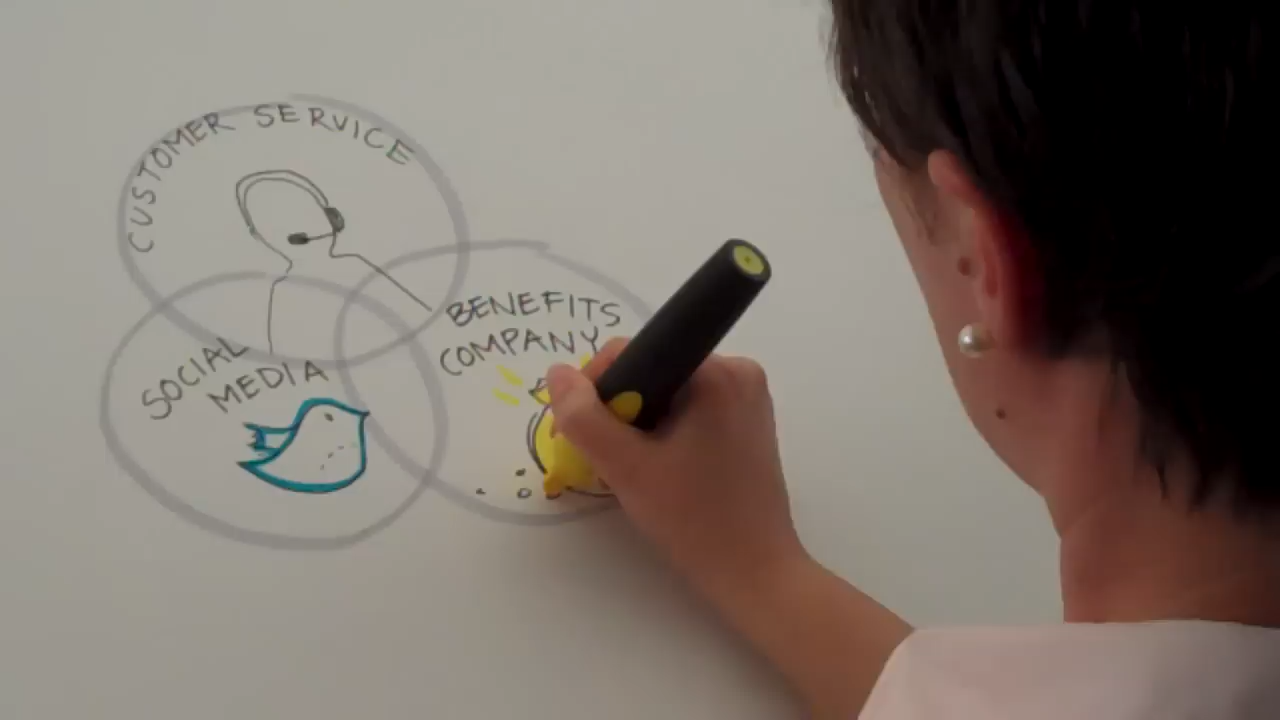 CUSTOMER SERVICE
BENEFITS
COMPANY
SOCIAL
MEDIA